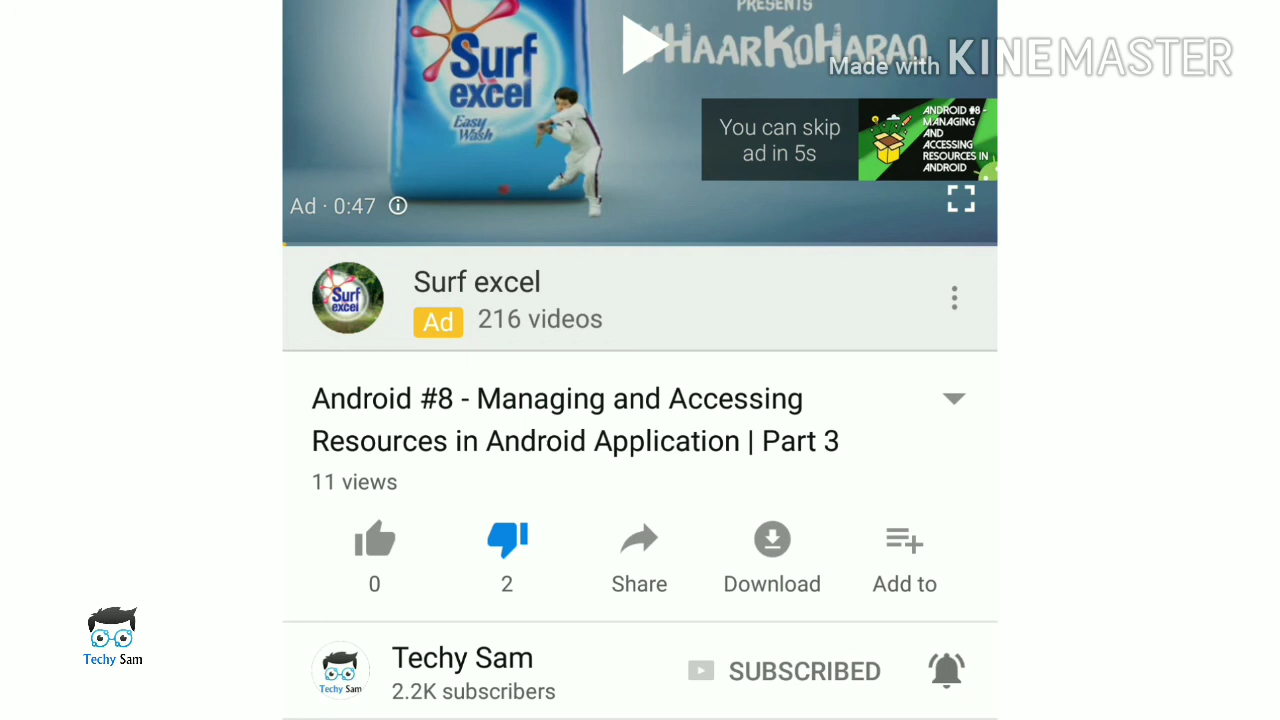 PRESENTS
#HAARKOHARAO
Made with KINEMASTER
Surf
excel
Easy
Wash
You can skip
ad in 5s
ANDROID #8 -
MANAGING
AND
ACCESSING
RESOURCES IN
ANDROID
Ad · 0:47
Surf
excel
Surf excel
Ad 216 videos
Android #8 - Managing and Accessing
Resources in Android Application | Part 3
11 views
0 2 Share Download Add to
Techy Sam
Techy Sam
Techy Sam SUBSCRIBED
2.2K subscribers